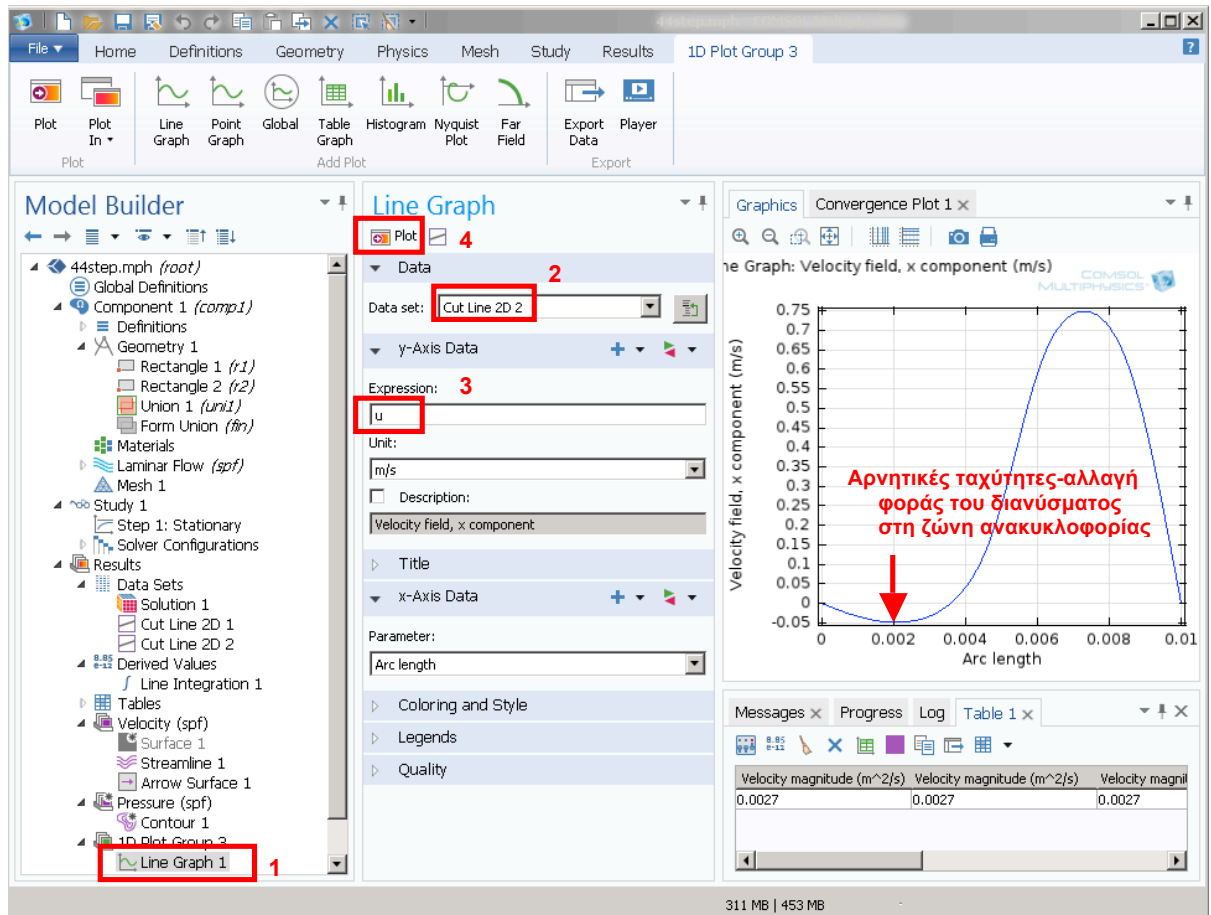 44step.mph - COMSOL Multiphysics
File Home Definitions Geometry Physics Mesh Study Results 1D Plot Group 3
Plot
Plot In
Line Graph
Point Graph
Global
Table Graph
Histogram
Nyquist Plot
Far Field
Export Data
Player
Plot
Add Plot
Export
Model Builder
44step.mph (root)
Global Definitions
Component 1 (comp1)
Definitions
Geometry 1
Rectangle 1 (r1)
Rectangle 2 (r2)
Union 1 (uni1)
Form Union (fin)
Materials
Laminar Flow (spf)
Mesh 1
Study 1
Step 1: Stationary
Solver Configurations
Results
Data Sets
Solution 1
Cut Line 2D 1
Cut Line 2D 2
8.85
e-12
Derived Values
Line Integration 1
Tables
Velocity (spf)
Surface 1
Streamline 1
Arrow Surface 1
Pressure (spf)
Contour 1
1D Plot Group 3
Line Graph 1
1
Line Graph
Plot
4
Data
2
Data set: Cut Line 2D 2
y-Axis Data
Expression:
3
u
Unit:
m/s
Description:
Velocity field, x component
Title
x-Axis Data
Parameter:
Arc length
Coloring and Style
Legends
Quality
Graphics Convergence Plot 1
ne Graph: Velocity field, x component (m/s)
COMSOL
MULTIPHYSICS
Velocity field, x component (m/s)
0.75
0.7
0.65
0.6
0.55
0.5
0.45
0.4
0.35
0.3
0.25
0.2
0.15
0.1
0.05
0
-0.05
Αρνητικές ταχύτητες-αλλαγή
φοράς του διανύσματος
στη ζώνη ανακυκλοφορίας
0 0.002 0.004 0.006 0.008 0.01
Arc length
Messages Progress Log Table 1
8.85
e-12
Velocity magnitude (m^2/s) Velocity magnitude (m^2/s) Velocity magnit
0.0027 0.0027 0.0027
311 MB | 453 MB